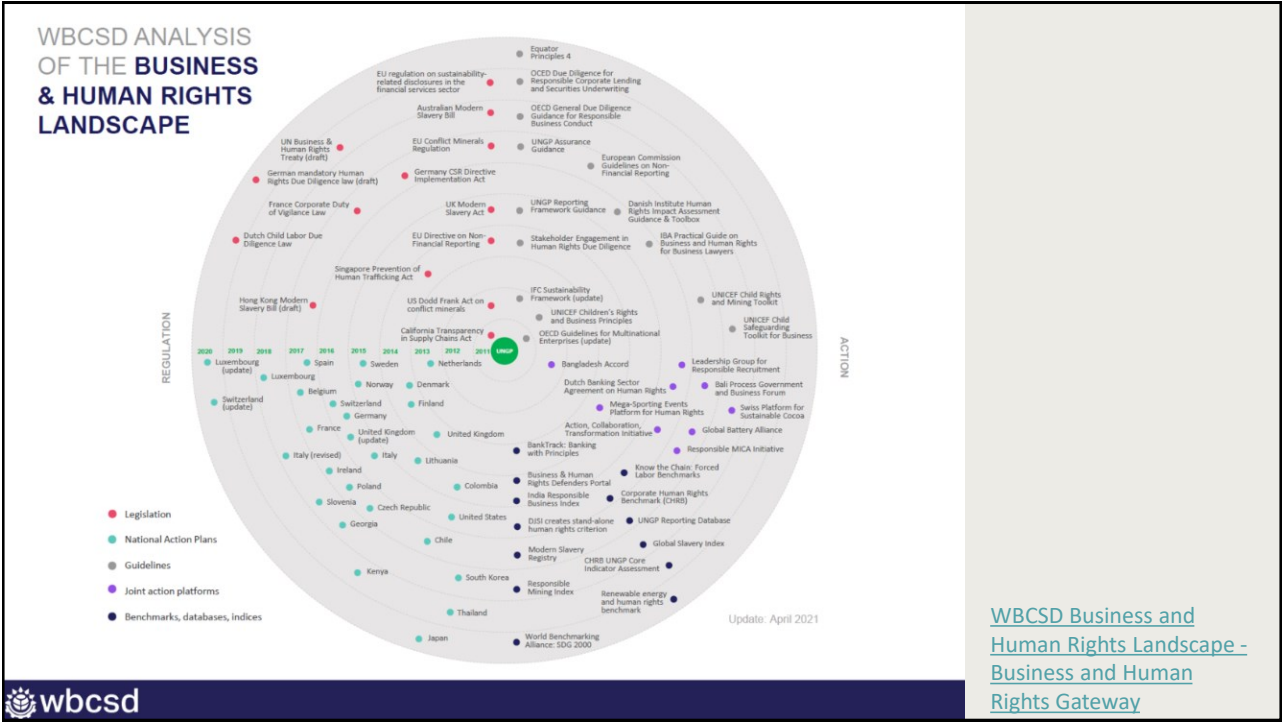 WBCSD ANALYSIS
OF THE BUSINESS
& HUMAN RIGHTS
LANDSCAPE
Equator
Principles 4
EU regulation on sustainability-
related disclosures in the
financial services sector
OCED Due Diligence for
Responsible Corporate Lending
and Securities Underwriting
Australian Modern
Slavery Bill
OECD General Due Diligence
Guidance for Responsible
Business Conduct
UN Business &
Human Rights
Treaty (draft)
EU Conflict Minerals
Regulation
UNGP Assurance
Guidance
European Commission
Guidelines on Non-
Financial Reporting
German mandatory Human
Rights Due Diligence law (draft)
Germany CSR Directive
Implementation Act
France Corporate Duty
of Vigilance Law
UK Modern
Slavery Act
UNGP Reporting
Framework Guidance
Danish Institute Human
Rights Impact Assessment
Guidance & Toolbox
Dutch Child Labor Due
Diligence Law
EU Directive on Non-
Financial Reporting
Stakeholder Engagement in
Human Rights Due Diligence
IBA Practical Guide on
Business and Human Rights
for Business Lawyers
Singapore Prevention of
Human Trafficking Act
Hong Kong Modern
Slavery Bill (draft)
US Dodd Frank Act on
conflict minerals
IFC Sustainability
Framework (update)
UNICEF Child Rights
and Mining Toolkit
UNICEF Children's Rights
and Business Principles
UNICEF Child
Safeguarding
Toolkit for Business
California Transparency
in Supply Chains Act
OECD Guidelines for Multinational
Enterprises (update)
REGULATION
ACTION
2020 2019 2018 2017 2016 2015 2014 2013 2012 2011 UNGP
Luxembourg
(update)
Spain
Sweden
Netherlands
Bangladesh Accord
Leadership Group for
Responsible Recruitment
Luxembourg
Norway
Denmark
Dutch Banking Sector
Agreement on Human Rights
Bali Process Government
and Business Forum
Belgium
Switzerland
(update)
Switzerland
Finland
Mega-Sporting Events
Platform for Human Rights
Swiss Platform for
Sustainable Cocoa
Germany
France
United Kingdom
(update)
United Kingdom
Action, Collaboration,
Transformation Initiative
Global Battery Alliance
Italy (revised)
Italy
Lithuania
BankTrack: Banking
with Principles
Responsible MICA Initiative
Ireland
Business & Human
Rights Defenders Portal
Know the Chain: Forced
Labor Benchmarks
Poland
Colombia
India Responsible
Business Index
Corporate Human Rights
Benchmark (CHRB)
Slovenia
Czech Republic
United States
DJSI creates stand-alone
human rights criterion
UNGP Reporting Database
Georgia
Chile
Modern Slavery
Registry
Global Slavery Index
CHRB UNGP Core
Indicator Assessment
Kenya
South Korea
Responsible
Mining Index
Renewable energy
and human rights
benchmark
Thailand
Japan
World Benchmarking
Alliance: SDG 2000
Legislation
National Action Plans
Guidelines
Joint action platforms
Benchmarks, databases, indices
Update: April 2021
WBCSD Business and
Human Rights Landscape -
Business and Human
Rights Gateway
wbcsd